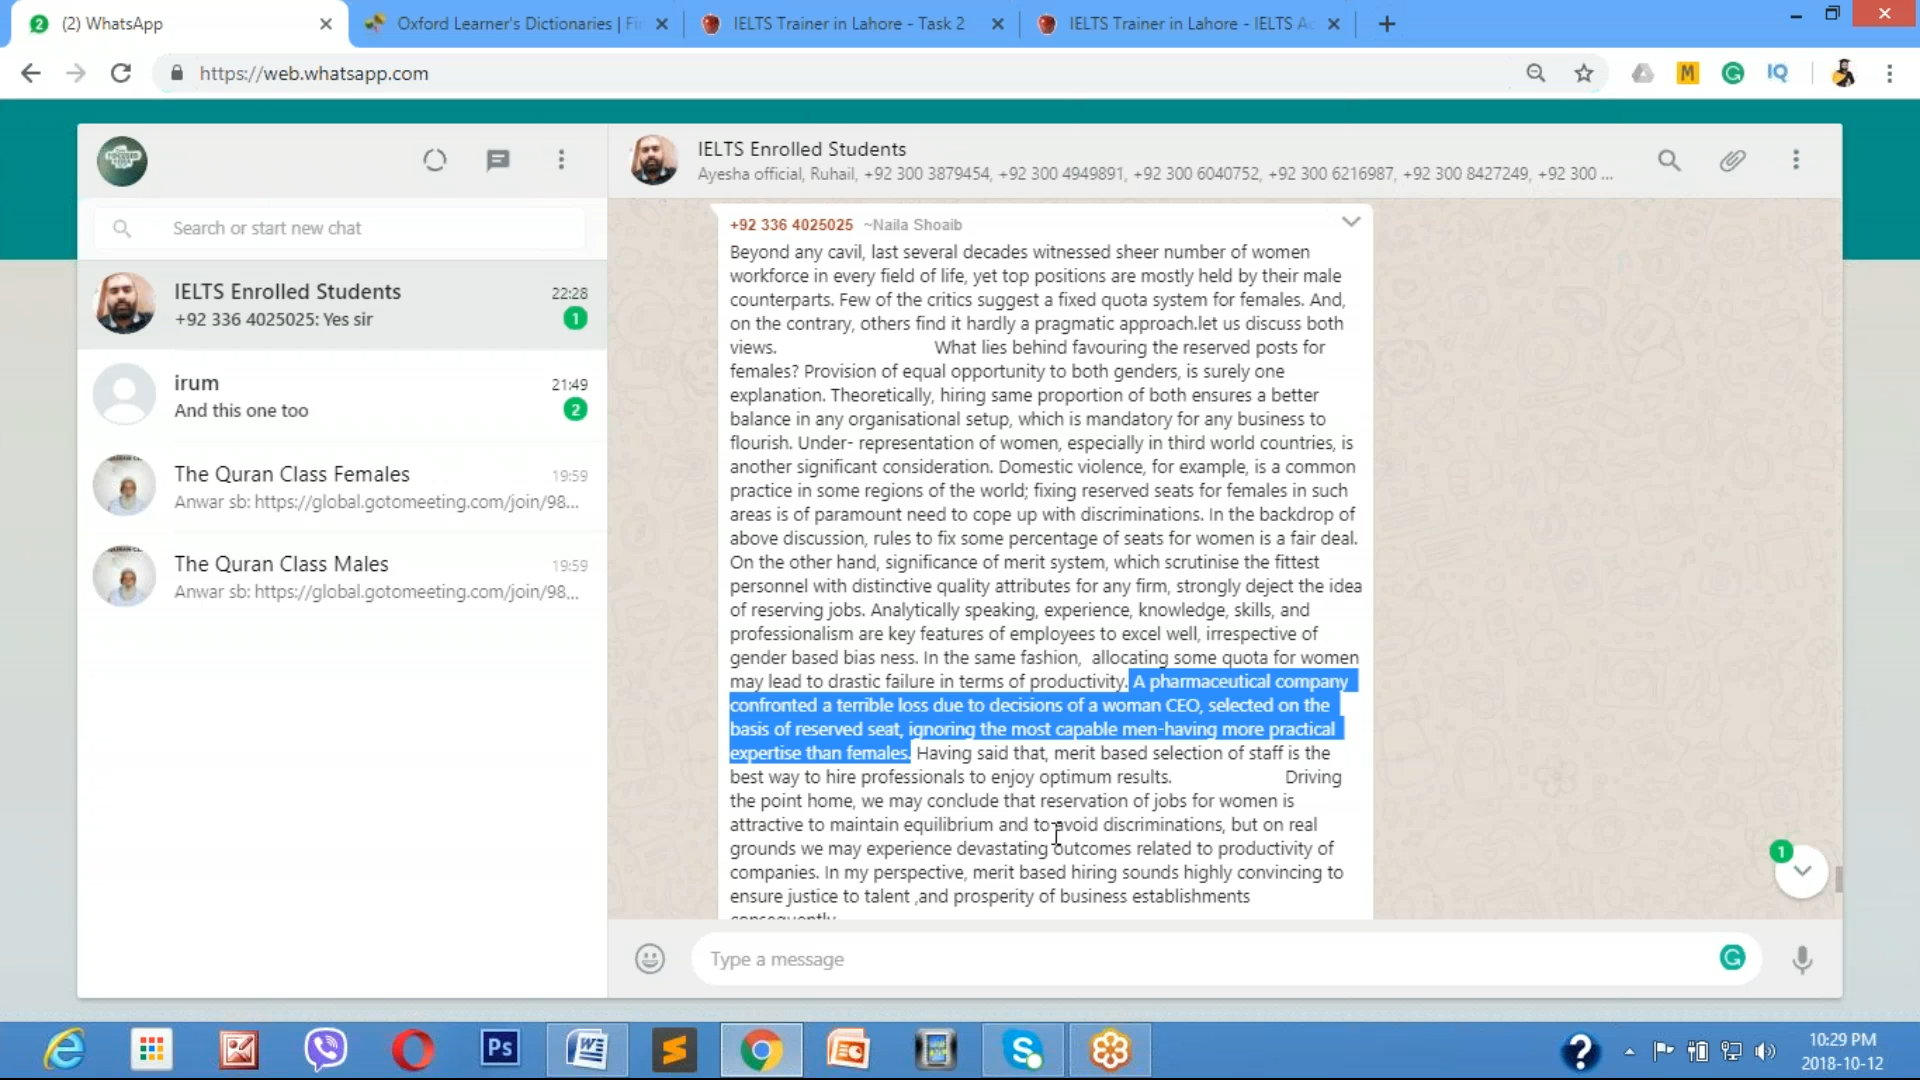 (2) WhatsApp
Oxford Learner's Dictionaries | Fi
IELTS Trainer in Lahore - Task 2
IELTS Trainer in Lahore - IELTS Ac
https://web.whatsapp.com
IELTS Enrolled Students
Ayesha official, Ruhail, +92 300 3879454, +92 300 4949891, +92 300 6040752, +92 300 6216987, +92 300 8427249, +92 300 ...
Search or start new chat
IELTS Enrolled Students
22:28
+92 336 4025025: Yes sir
1
irum
21:49
And this one too
2
The Quran Class Females
19:59
Anwar sb: https://global.gotomeeting.com/join/98...
The Quran Class Males
19:59
Anwar sb: https://global.gotomeeting.com/join/98...
+92 336 4025025 ~Naila Shoaib
Beyond any cavil, last several decades witnessed sheer number of women
workforce in every field of life, yet top positions are mostly held by their male
counterparts. Few of the critics suggest a fixed quota system for females. And,
on the contrary, others find it hardly a pragmatic approach.let us discuss both
views. What lies behind favouring the reserved posts for
females? Provision of equal opportunity to both genders, is surely one
explanation. Theoretically, hiring same proportion of both ensures a better
balance in any organisational setup, which is mandatory for any business to
flourish. Under- representation of women, especially in third world countries, is
another significant consideration. Domestic violence, for example, is a common
practice in some regions of the world; fixing reserved seats for females in such
areas is of paramount need to cope up with discriminations. In the backdrop of
above discussion, rules to fix some percentage of seats for women is a fair deal.
On the other hand, significance of merit system, which scrutinise the fittest
personnel with distinctive quality attributes for any firm, strongly deject the idea
of reserving jobs. Analytically speaking, experience, knowledge, skills, and
professionalism are key features of employees to excel well, irrespective of
gender based bias ness. In the same fashion,  allocating some quota for women
may lead to drastic failure in terms of productivity. A pharmaceutical company
confronted a terrible loss due to decisions of a woman CEO, selected on the
basis of reserved seat, ignoring the most capable men-having more practical
expertise than females. Having said that, merit based selection of staff is the
best way to hire professionals to enjoy optimum results. Driving
the point home, we may conclude that reservation of jobs for women is
attractive to maintain equilibrium and to avoid discriminations, but on real
grounds we may experience devastating outcomes related to productivity of
companies. In my perspective, merit based hiring sounds highly convincing to
ensure justice to talent ,and prosperity of business establishments
consequently
1
Type a message
Ps
10:29 PM
2018-10-12